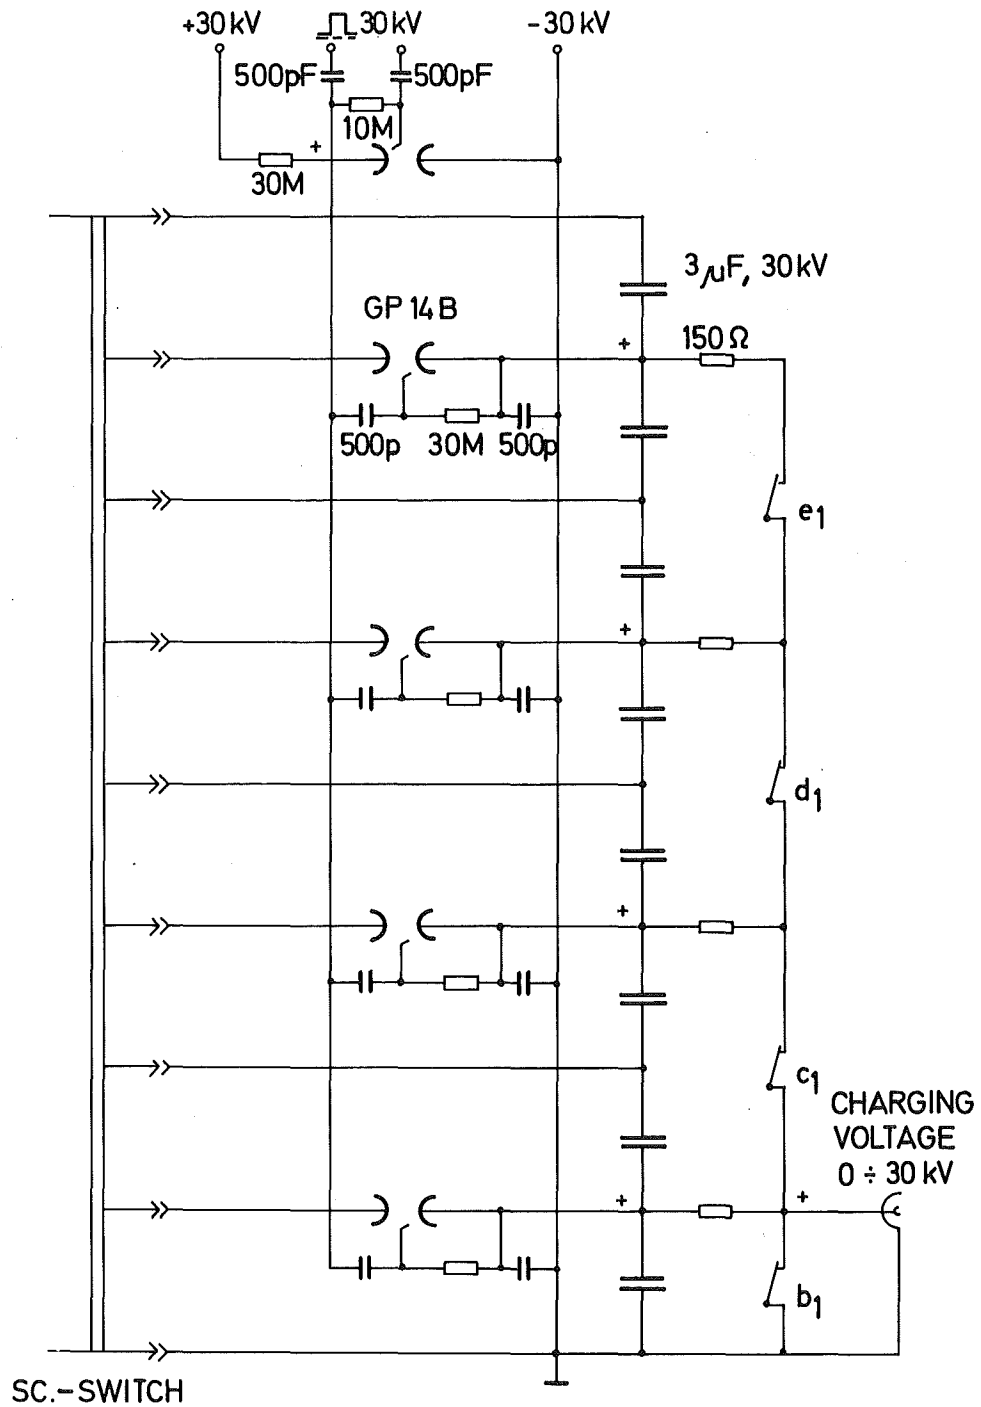 +30 kV 30 kV -30 kV
500pF 500pF
10M
+
30M
3 µF, 30 kV
GP 14 B
+ 150 Ω
500p 30M 500p
e1
+
d1
+
c1
CHARGING
VOLTAGE
0 ÷ 30 kV
+ +
b1
SC.-SWITCH